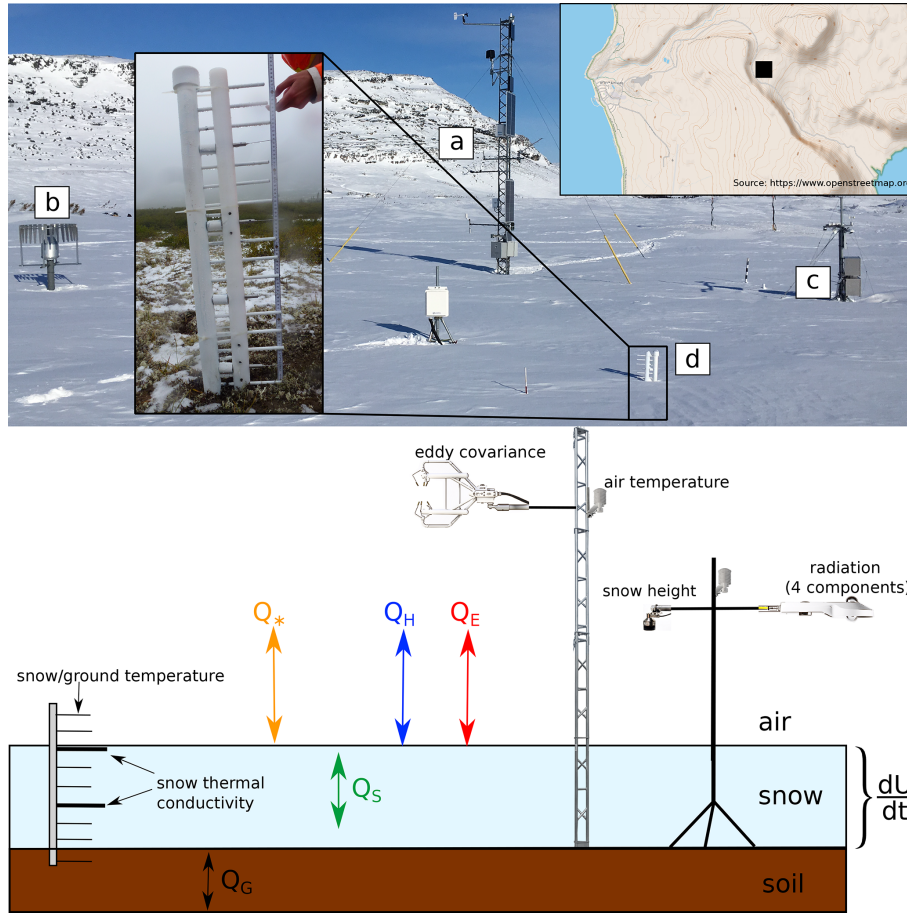 a
Source: https://www.openstreetmap.or
b
c
d
eddy covariance
air temperature
radiation
(4 components)
snow height
Q*
QH
QE
snow/ground temperature
air
snow thermal
conductivity
QS
snow
dU
dt
QG
soil